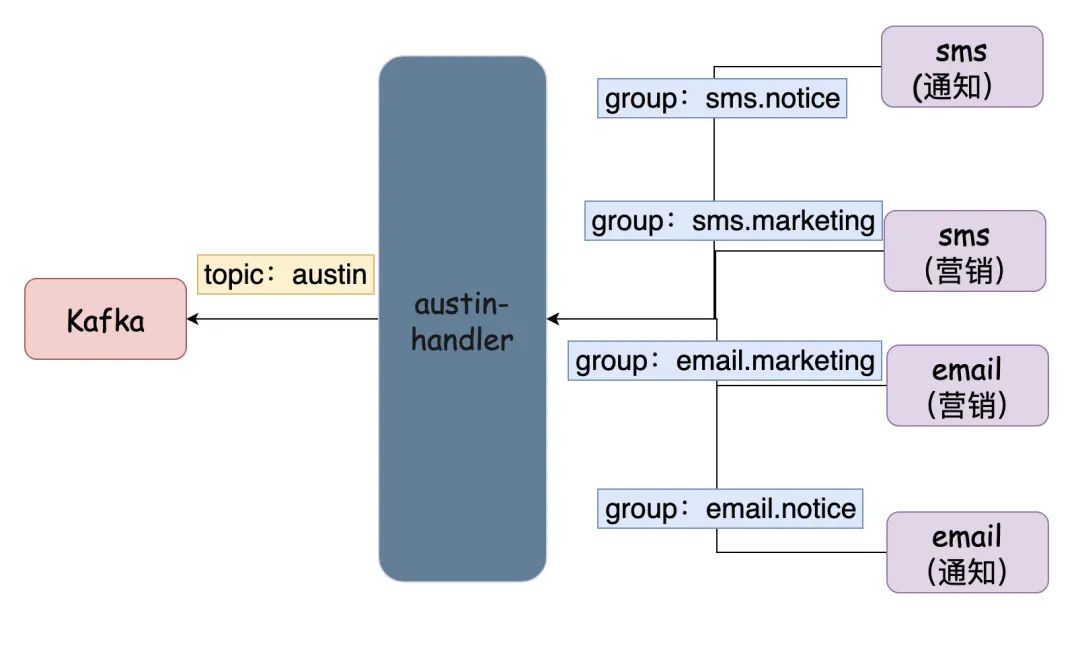 Kafka
topic：austin
austin-
handler
group：sms.notice
sms
(通知）
group：sms.marketing
sms
（营销）
group：email.marketing
email
（营销）
group：email.notice
email
（通知）